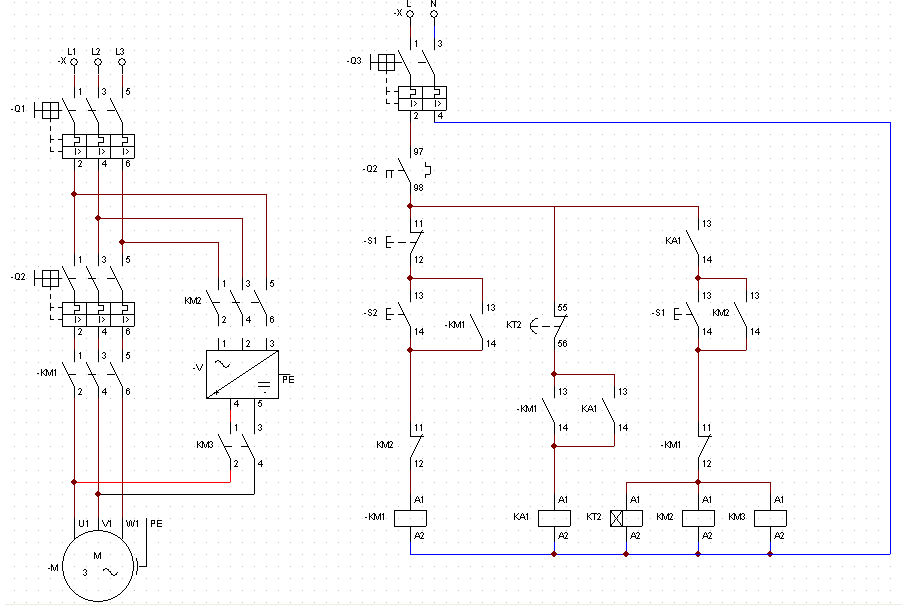 L N
-X
1 3
-Q3
I> I>
2 4
L1 L2 L3
-X
1 3 5
-Q1
I> I> I>
2 4 6
97
-Q2
98
11
-S1
12
13
KA1
14
1 3 5
-Q2
I> I> I>
2 4 6
1 3 5
KM2
2 4 6
13
-S2
14
13
-KM1
14
55
KT2
56
13
-S1
14
13
KM2
14
1 2 3
-V
PE
4 5
1 3 5
-KM1
2 4 6
13
-KM1
14
13
KA1
14
1 3
KM3
2 4
11
KM2
12
11
-KM1
12
A1 A1 A1 A1 A1
-KM1 KA1 KT2 KM2 KM3
A2 A2 A2 A2 A2
U1 V1 W1 PE
M
-M
3